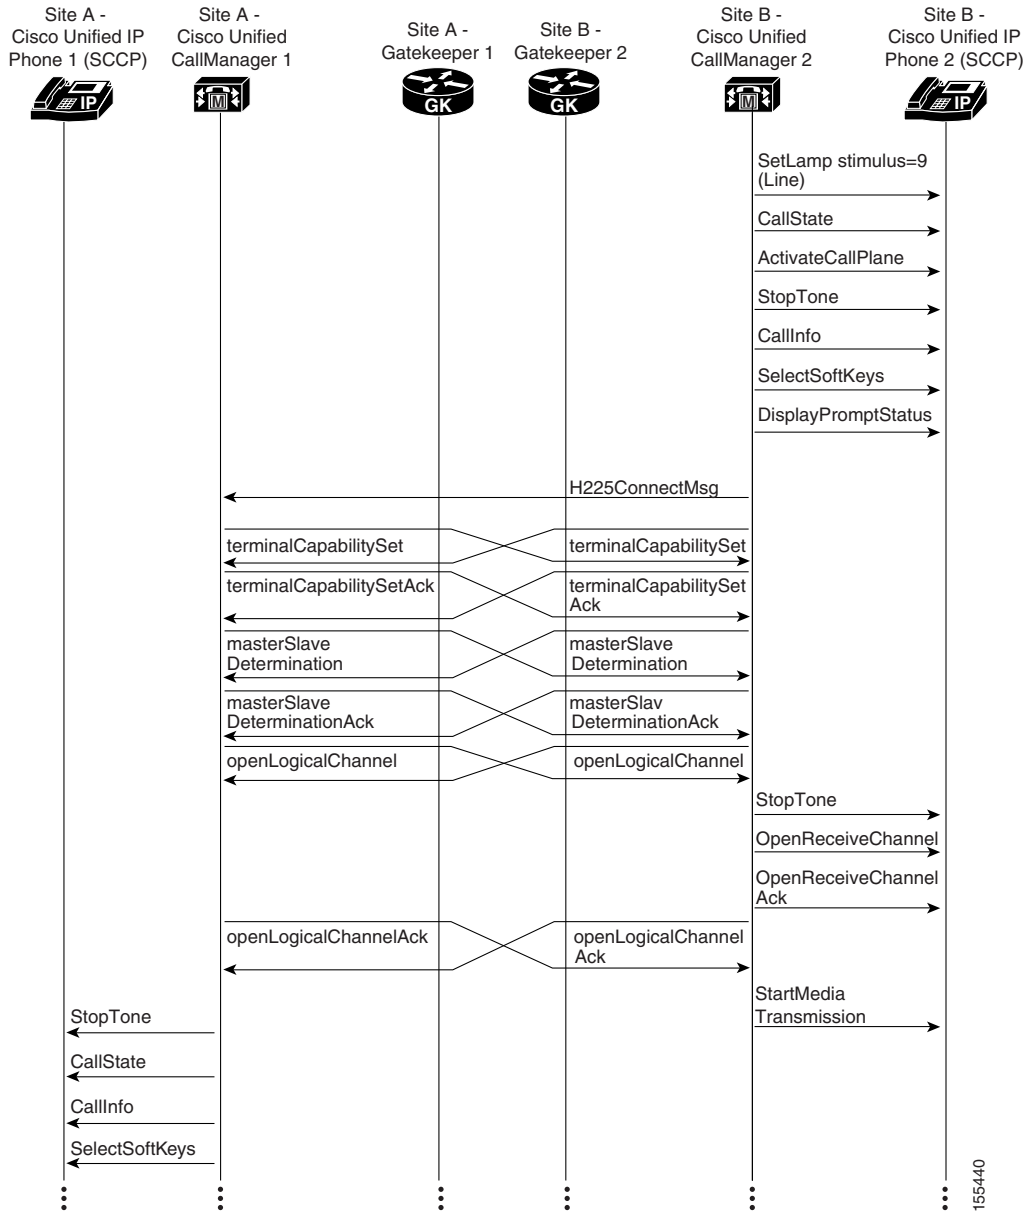 Site A -
Cisco Unified IP
Phone 1 (SCCP)
Site A -
Cisco Unified
CallManager 1
Site A -
Gatekeeper 1
Site B -
Gatekeeper 2
Site B -
Cisco Unified
CallManager 2
Site B -
Cisco Unified IP
Phone 2 (SCCP)
IP
M
GK
GK
M
IP
SetLamp stimulus=9
(Line)
CallState
ActivateCallPlane
StopTone
CallInfo
SelectSoftKeys
DisplayPromptStatus
H225ConnectMsg
terminalCapabilitySet
terminalCapabilitySet
terminalCapabilitySetAck
terminalCapabilitySet
Ack
masterSlave
Determination
masterSlave
Determination
masterSlave
DeterminationAck
masterSlav
DeterminationAck
openLogicalChannel
openLogicalChannel
StopTone
OpenReceiveChannel
OpenReceiveChannel
Ack
openLogicalChannelAck
openLogicalChannel
Ack
StartMedia
Transmission
StopTone
CallState
CallInfo
SelectSoftKeys
155440